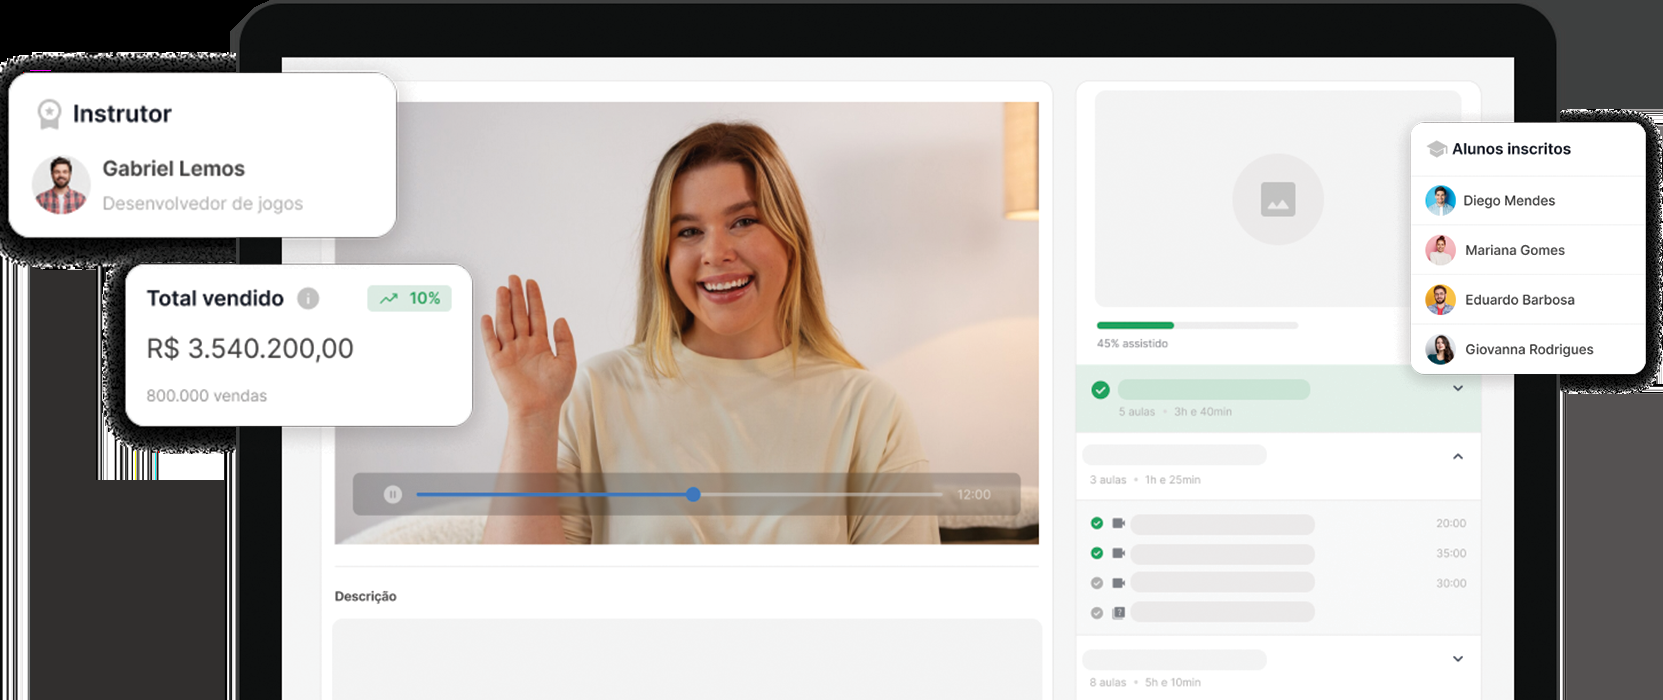 Instrutor
Gabriel Lemos
Desenvolvedor de jogos
Total vendido
10%
R$ 3.540.200,00
800.000 vendas
12:00
Descrição
45% assistido
5 aulas • 3h e 40min
3 aulas • 1h e 25min
20:00
35:00
30:00
8 aulas • 5h e 10min
Alunos inscritos
Diego Mendes
Mariana Gomes
Eduardo Barbosa
Giovanna Rodrigues